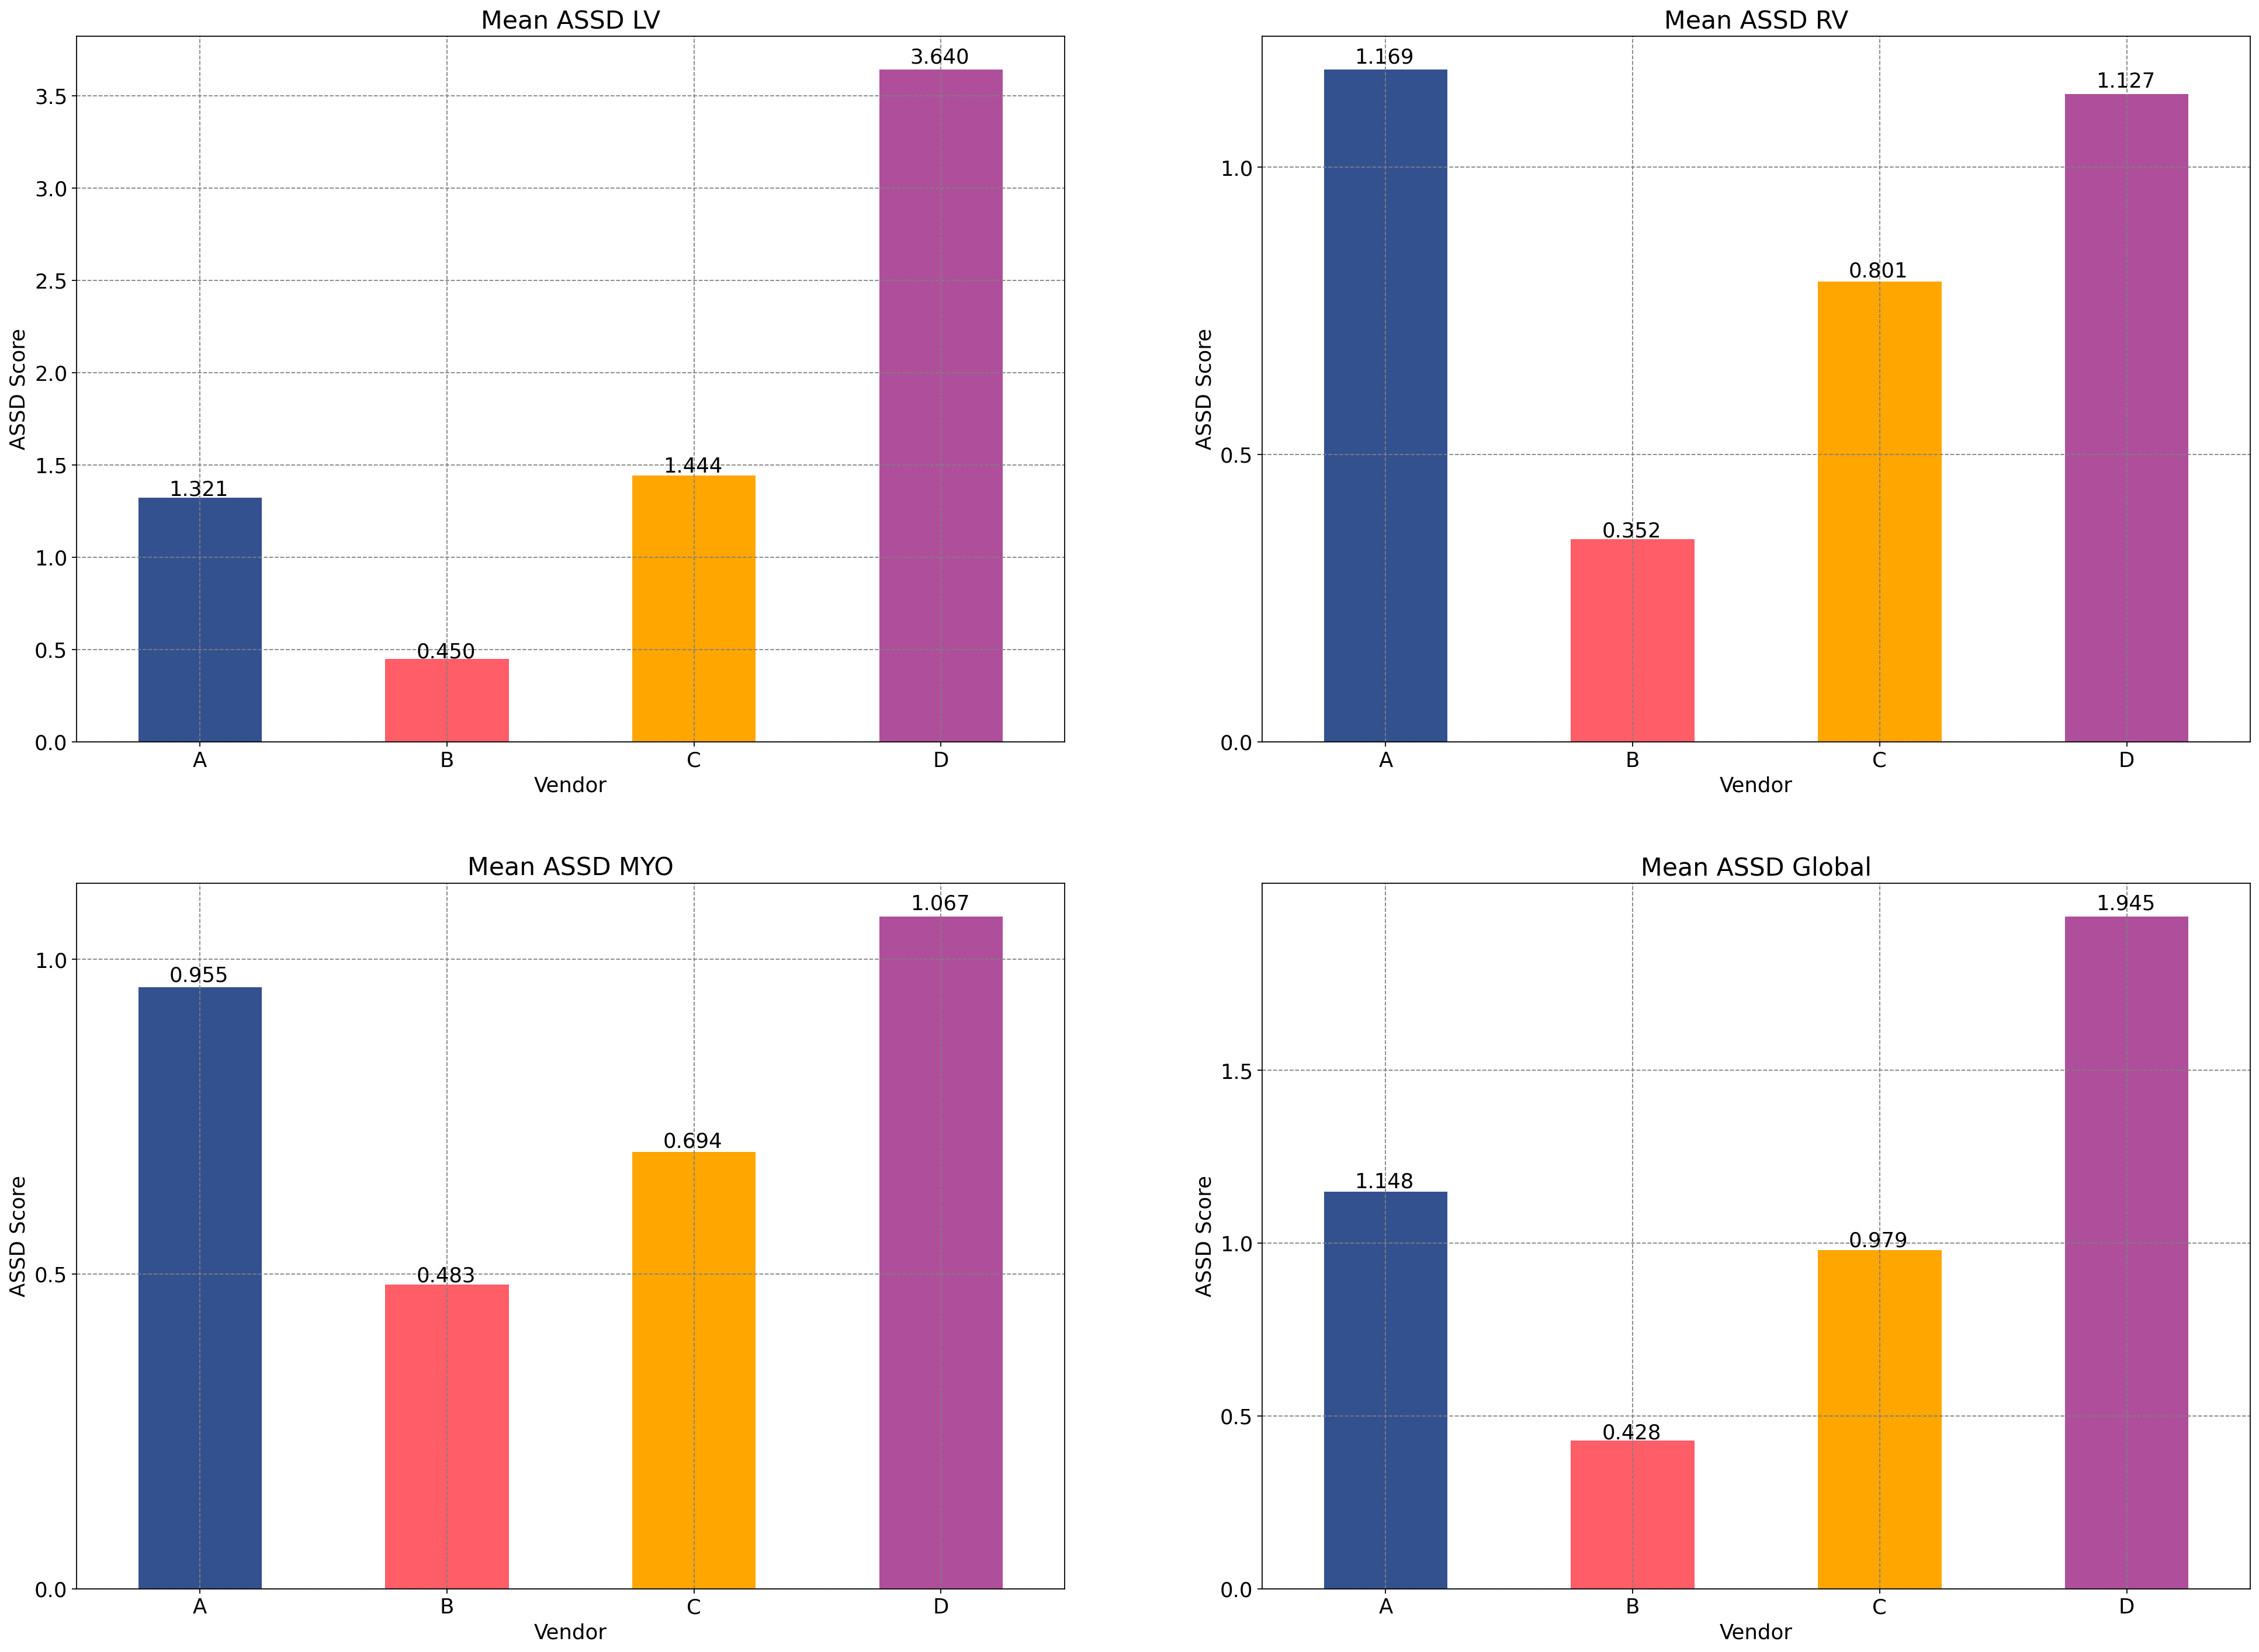 Mean ASSD LV
ASSD Score
3.5
3.0
2.5
2.0
1.5
1.0
0.5
0.0
1.321
0.450
1.444
3.640
A B C D
Vendor
Mean ASSD RV
ASSD Score
1.0
0.5
0.0
1.169
0.352
0.801
1.127
A B C D
Vendor
Mean ASSD MYO
ASSD Score
1.0
0.5
0.0
0.955
0.483
0.694
1.067
A B C D
Vendor
Mean ASSD Global
ASSD Score
1.5
1.0
0.5
0.0
1.148
0.428
0.979
1.945
A B C D
Vendor